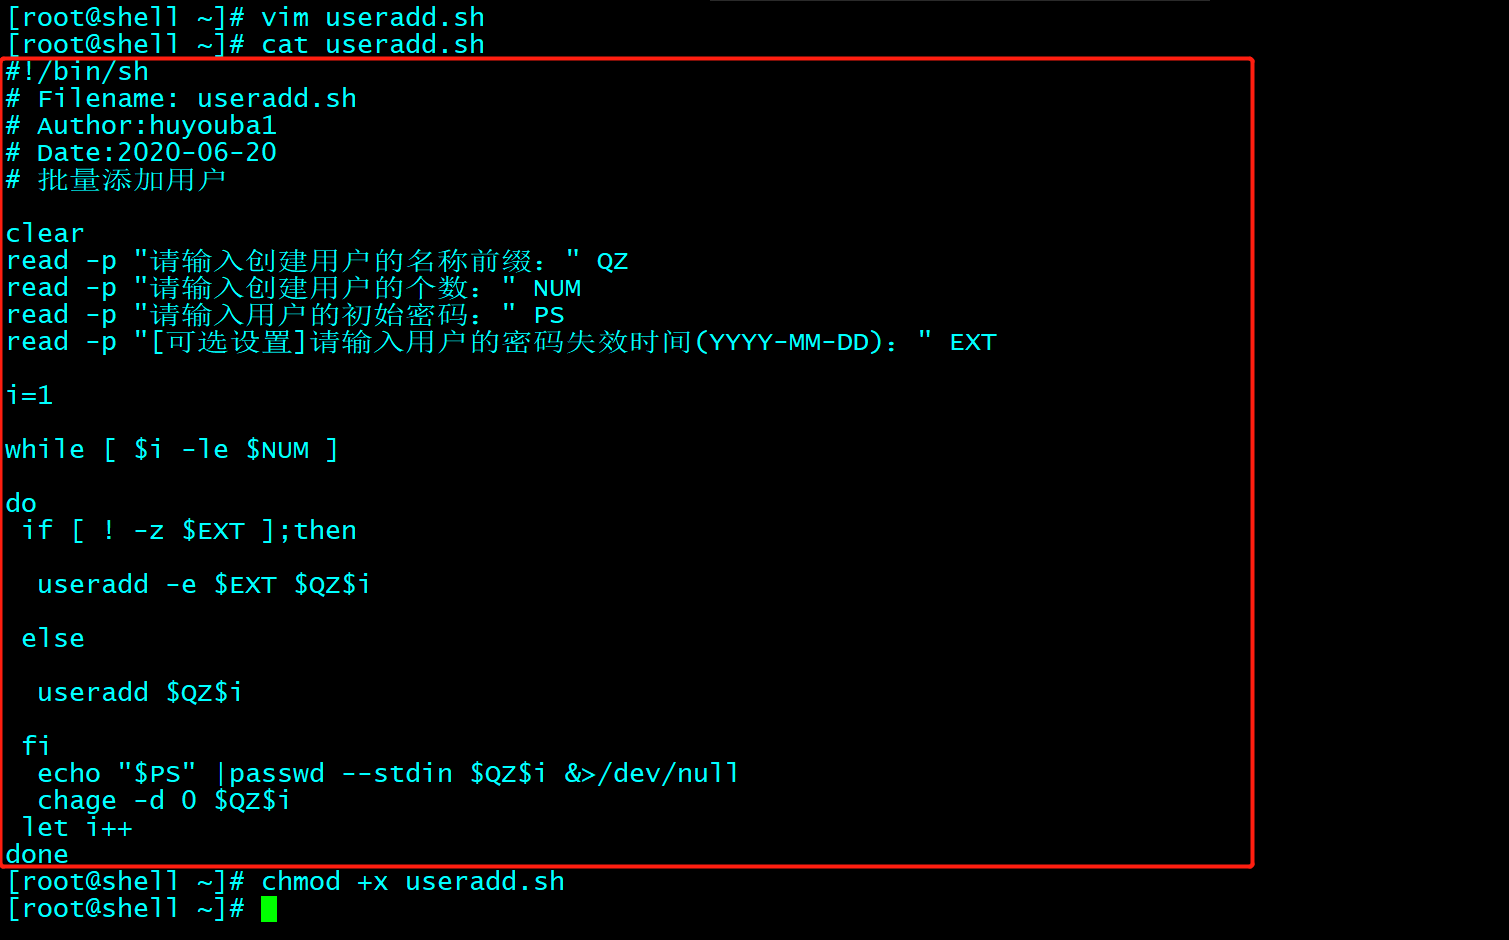 [root@shell ~]# vim useradd.sh
[root@shell ~]# cat useradd.sh
#!/bin/sh
# Filename: useradd.sh
# Author:huyouba1
# Date:2020-06-20
# 批量添加用户
clear
read -p "请输入创建用户的名称前缀：" QZ
read -p "请输入创建用户的个数：" NUM
read -p "请输入用户的初始密码：" PS
read -p "[可选设置]请输入用户的密码失效时间(YYYY-MM-DD)：" EXT
i=1
while [ $i -le $NUM ]
do
 if [ ! -z $EXT ];then
  useradd -e $EXT $QZ$i
 else
  useradd $QZ$i
 fi
  echo "$PS" |passwd --stdin $QZ$i &>/dev/null
  chage -d 0 $QZ$i
 let i++
done
[root@shell ~]# chmod +x useradd.sh
[root@shell ~]#